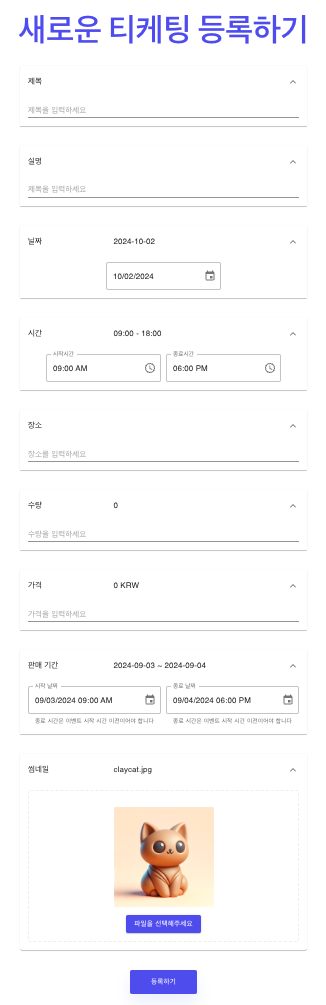 새로운 티케팅 등록하기
제목
제목을 입력하세요
설명
제목을 입력하세요
날짜 2024-10-02
10/02/2024
시간 09:00 - 18:00
시작시간 종료시간
09:00 AM 06:00 PM
장소
장소를 입력하세요
수량 0
수량을 입력하세요
가격 0 KRW
가격을 입력하세요
판매 기간 2024-09-03 ~ 2024-09-04
시작 날짜 종료 날짜
09/03/2024 09:00 AM 09/04/2024 06:00 PM
종료 시간은 이벤트 시작 시간 이전이어야 합니다 종료 시간은 이벤트 시작 시간 이전이어야 합니다
썸네일 claycat.jpg
파일을 선택해주세요
등록하기